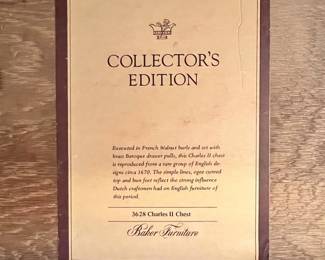 COLLECTOR'S
EDITION
Executed in French Walnut burls and set with
brass Baroque drawer pulls, this Charles II chest
is reproduced from a rare group of English de-
signs circa 1670. The simple lines, ogee curved
top and bun feet reflect the strong influence
Dutch craftsmen had on English furniture of
this period.
3628 Charles II Chest
Baker Furniture